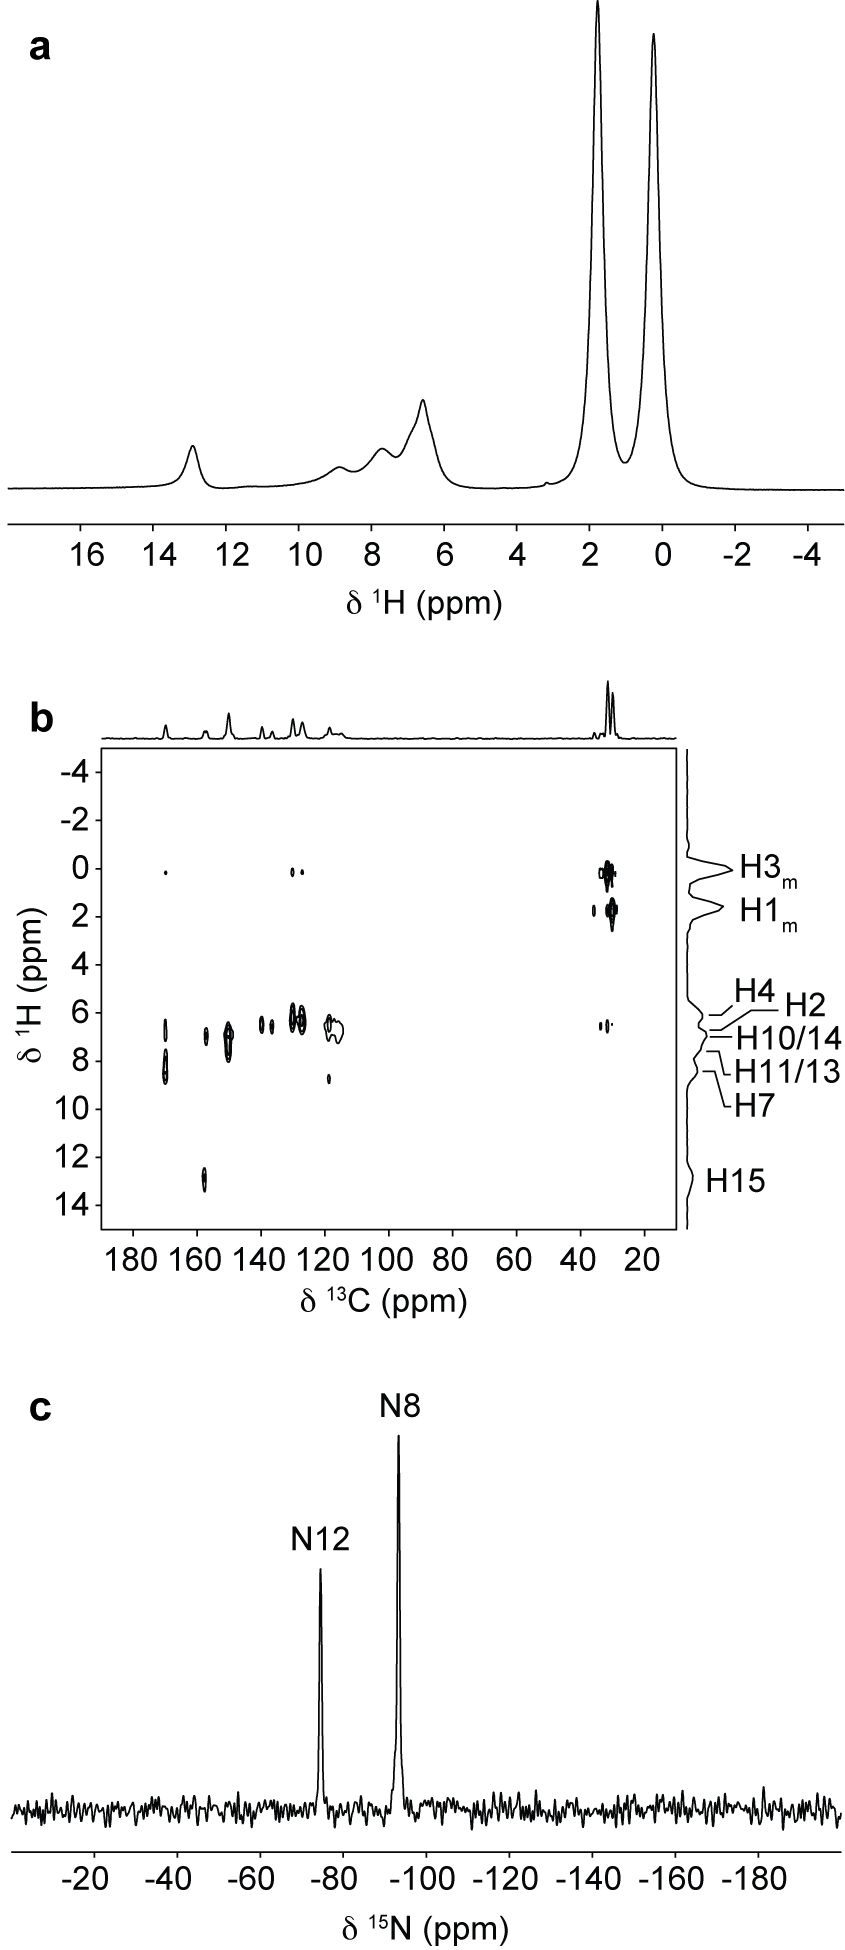 a
16 14 12 10 8 6 4 2 0 -2 -4
δ ¹H (ppm)
b
-4
-2
0
2
4
6
8
10
12
14
δ ¹H (ppm)
H3m
H1m
H4
H2
H10/14
H11/13
H7
H15
180 160 140 120 100 80 60 40 20
δ ¹³C (ppm)
c
N8
N12
-20 -40 -60 -80 -100 -120 -140 -160 -180
δ ¹⁵N (ppm)